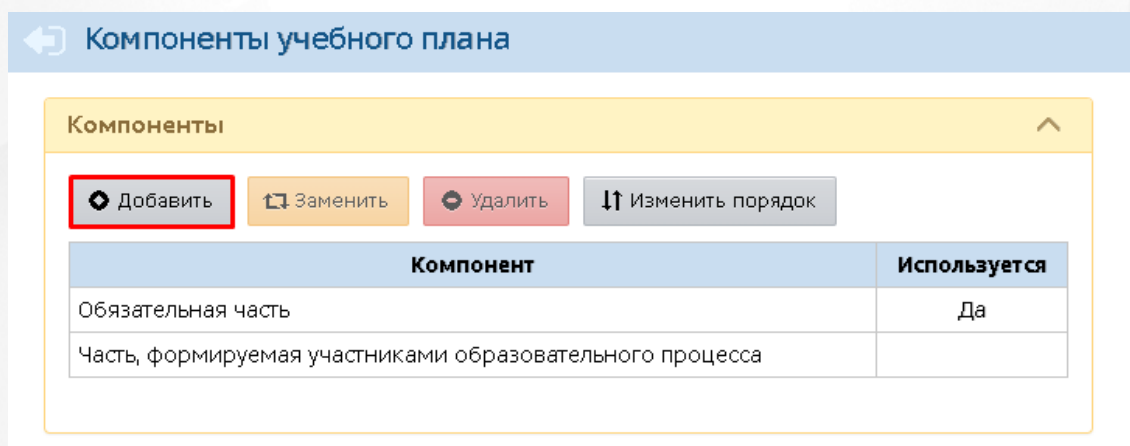 Компоненты учебного плана
Компоненты
Добавить Заменить Удалить Изменить порядок
Компонент Используется
Обязательная часть Да
Часть, формируемая участниками образовательного процесса